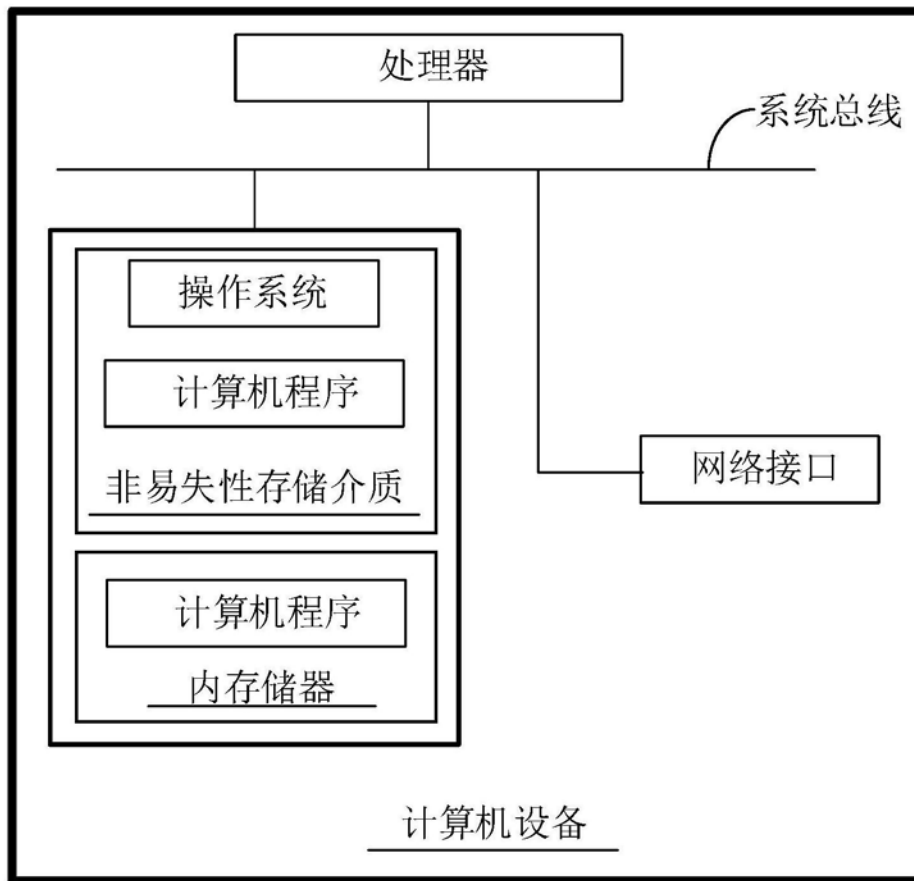 处理器
系统总线
操作系统
计算机程序
非易失性存储介质
网络接口
计算机程序
内存储器
计算机设备